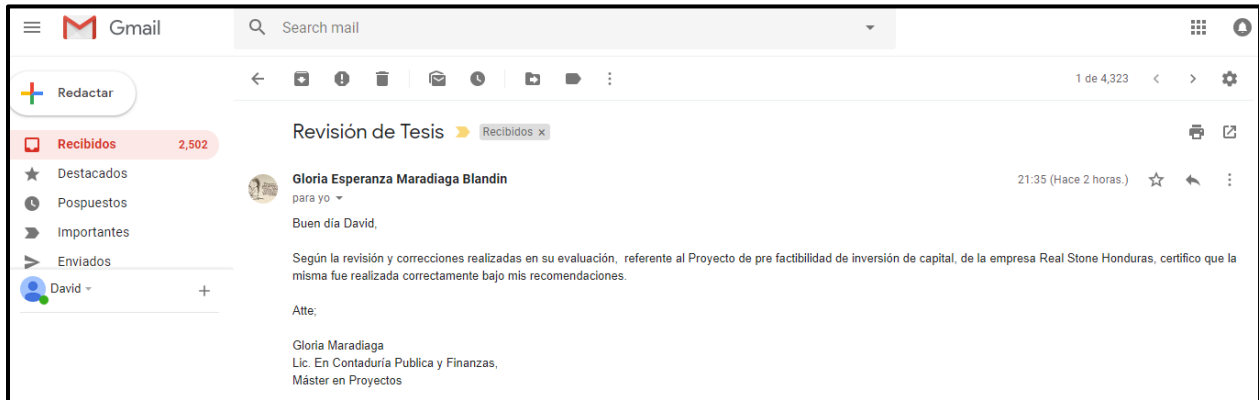 Gmail
Search mail
Redactar
1 de 4,323
Recibidos 2,502
Destacados
Pospuestos
Importantes
Enviados
David
Revisión de Tesis Recibidos x
Gloria Esperanza Maradiaga Blandin
21:35 (Hace 2 horas.)
para yo
Buen día David,
Según la revisión y correcciones realizadas en su evaluación, referente al Proyecto de pre factibilidad de inversión de capital, de la empresa Real Stone Honduras, certifico que la
misma fue realizada correctamente bajo mis recomendaciones.
Atte;
Gloria Maradiaga
Lic. En Contaduría Publica y Finanzas,
Máster en Proyectos